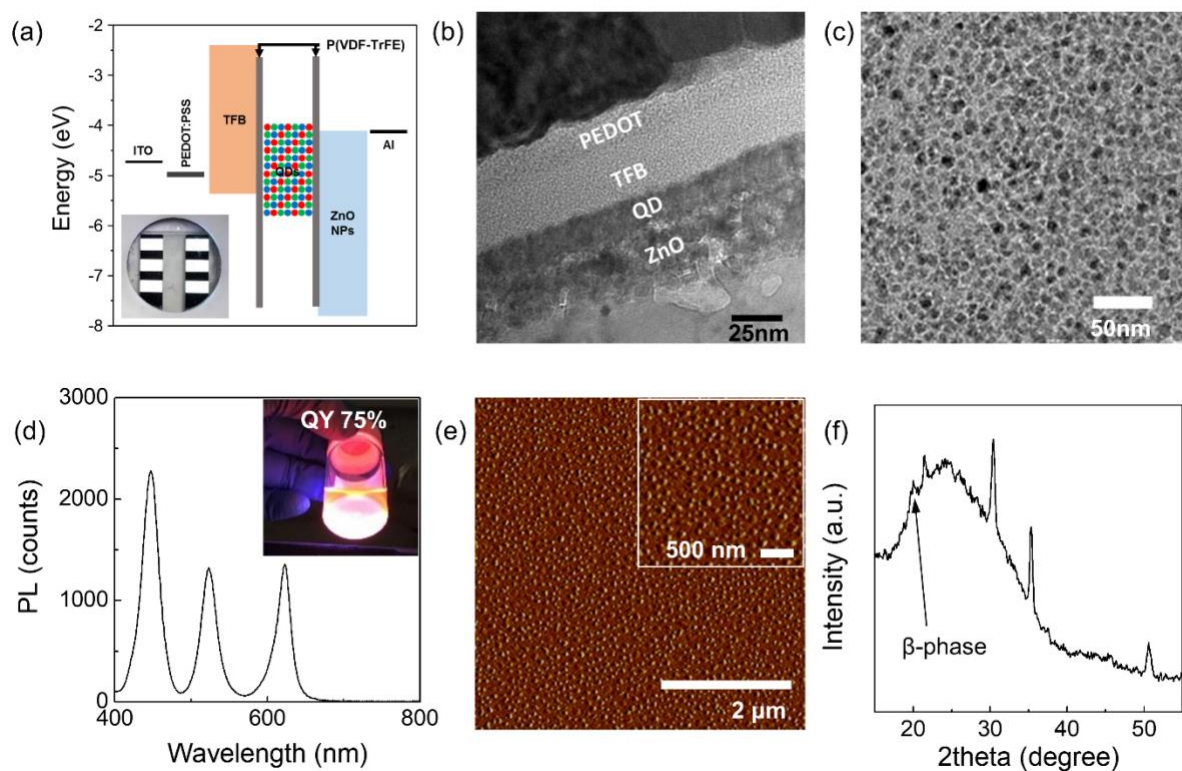 (a)
-2
-3
-4
-5
-6
-7
-8
Energy (eV)
ITO
PEDOT:PSS
TFB
P(VDF-TrFE)
QDs
ZnO
NPs
Al
(b)
PEDOT
TFB
QD
ZnO
25nm
(c)
50nm
(d)
3000
2000
1000
0
PL (counts)
400 600 800
Wavelength (nm)
QY 75%
(e)
500 nm
2 µm
(f)
Intensity (a.u.)
β-phase
20 30 40 50
2theta (degree)